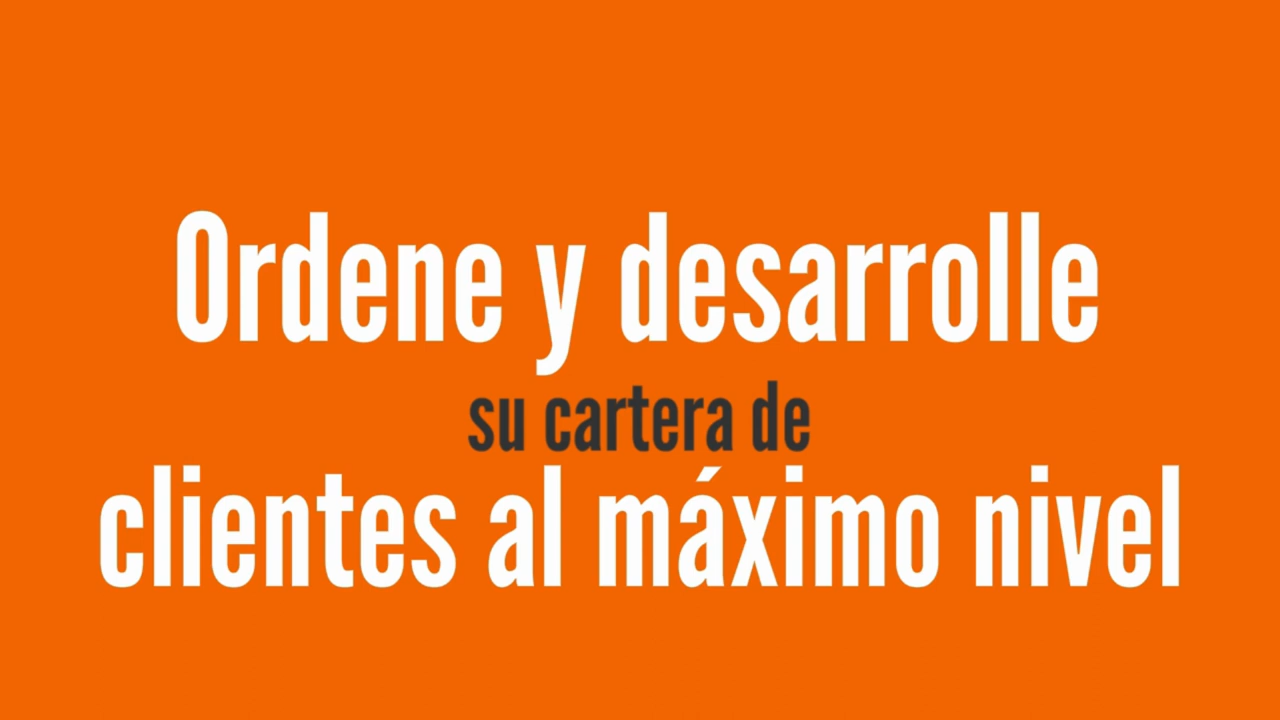 Ordene y desarrolle
su cartera de
clientes al máximo nivel